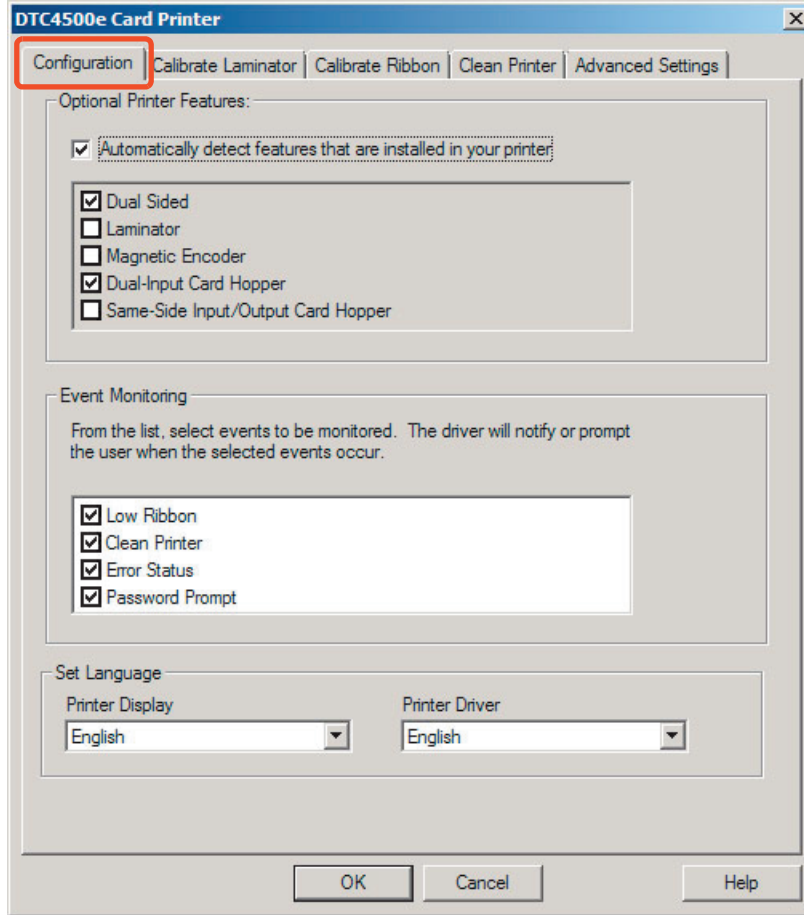 DTC4500e Card Printer
Configuration
Calibrate Laminator
Calibrate Ribbon
Clean Printer
Advanced Settings
Optional Printer Features:
Automatically detect features that are installed in your printer
Dual Sided
Laminator
Magnetic Encoder
Dual-Input Card Hopper
Same-Side Input/Output Card Hopper
Event Monitoring
From the list, select events to be monitored.  The driver will notify or prompt
the user when the selected events occur.
Low Ribbon
Clean Printer
Error Status
Password Prompt
Set Language
Printer Display
Printer Driver
English
English
OK
Cancel
Help